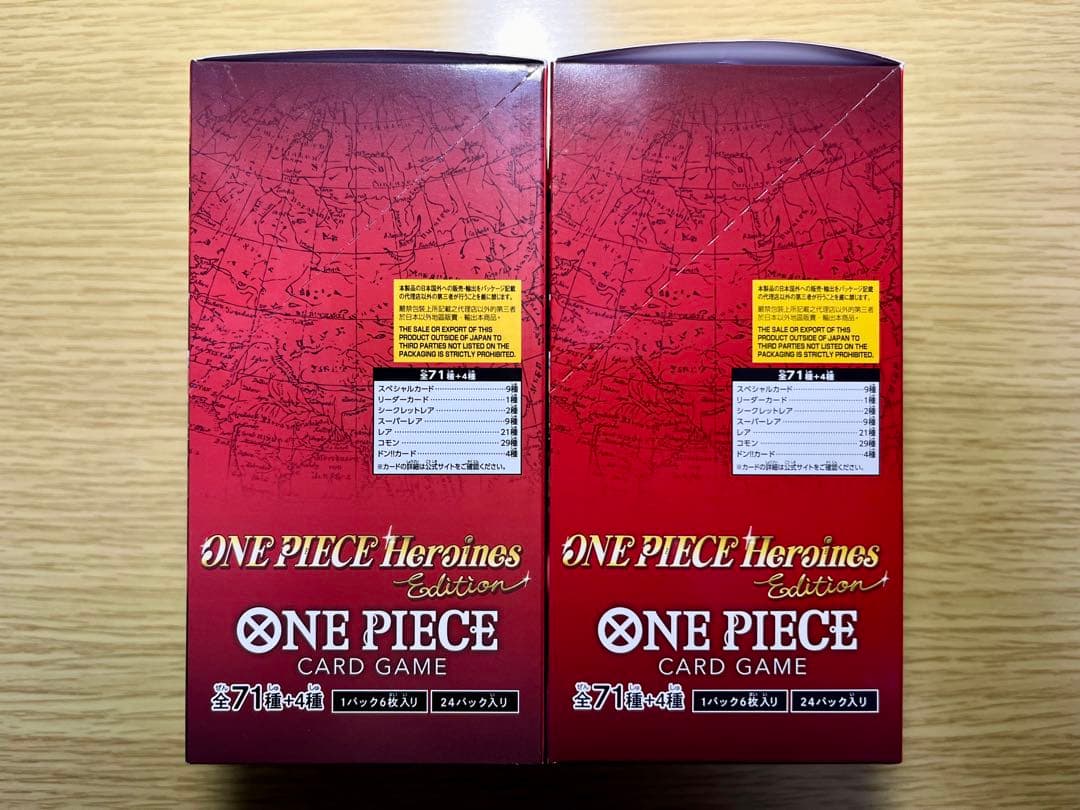 本製品の日本国外への販売・輸出をパッケージ記載
の代理店以外の第三者が行うことを厳に禁じます。
嚴禁包裝上所記載之代理店以外的第三者
於日本以外地區販賣・輸出本商品。
THE SALE OR EXPORT OF THIS
PRODUCT OUTSIDE OF JAPAN TO
THIRD PARTIES NOT LISTED ON THE
PACKAGING IS STRICTLY PROHIBITED.
全71種+4種
スペシャルカード 9種
リーダーカード 1種
シークレットレア 2種
スーパーレア 9種
レア 21種
コモン 29種
ドン!!カード 4種
※カードの詳細は公式サイトをご確認ください。
ONE PIECE Heroines
Edition
ONE PIECE
CARD GAME
全71種+4種 1パック6枚入り 24パック入り
本製品の日本国外への販売・輸出をパッケージ記載
の代理店以外の第三者が行うことを厳に禁じます。
嚴禁包裝上所記載之代理店以外的第三者
於日本以外地區販賣・輸出本商品。
THE SALE OR EXPORT OF THIS
PRODUCT OUTSIDE OF JAPAN TO
THIRD PARTIES NOT LISTED ON THE
PACKAGING IS STRICTLY PROHIBITED.
全71種+4種
スペシャルカード 9種
リーダーカード 1種
シークレットレア 2種
スーパーレア 9種
レア 21種
コモン 29種
ドン!!カード 4種
※カードの詳細は公式サイトをご確認ください。
ONE PIECE Heroines
Edition
ONE PIECE
CARD GAME
全71種+4種 1パック6枚入り 24パック入り